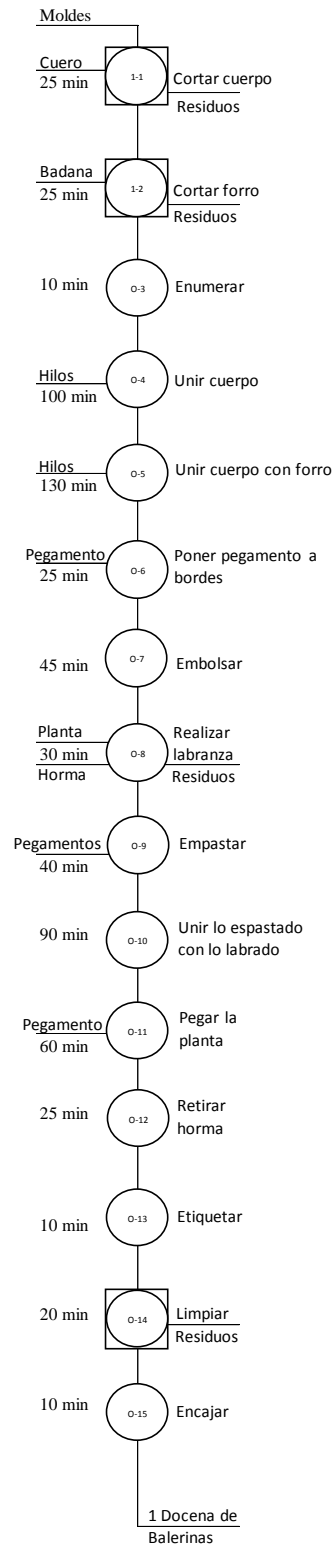 Moldes
Cuero
25 min
1-1
Cortar cuerpo
Residuos
Badana
25 min
1-2
Cortar forro
Residuos
10 min
O-3
Enumerar
Hilos
100 min
O-4
Unir cuerpo
Hilos
130 min
O-5
Unir cuerpo con forro
Pegamento
25 min
O-6
Poner pegamento a
bordes
45 min
O-7
Embolsar
Planta
30 min
Horma
O-8
Realizar
labranza
Residuos
Pegamentos
40 min
O-9
Empastar
90 min
O-10
Unir lo espastado
con lo labrado
Pegamento
60 min
O-11
Pegar la
planta
25 min
O-12
Retirar
horma
10 min
O-13
Etiquetar
20 min
O-14
Limpiar
Residuos
10 min
O-15
Encajar
1 Docena de
Balerinas